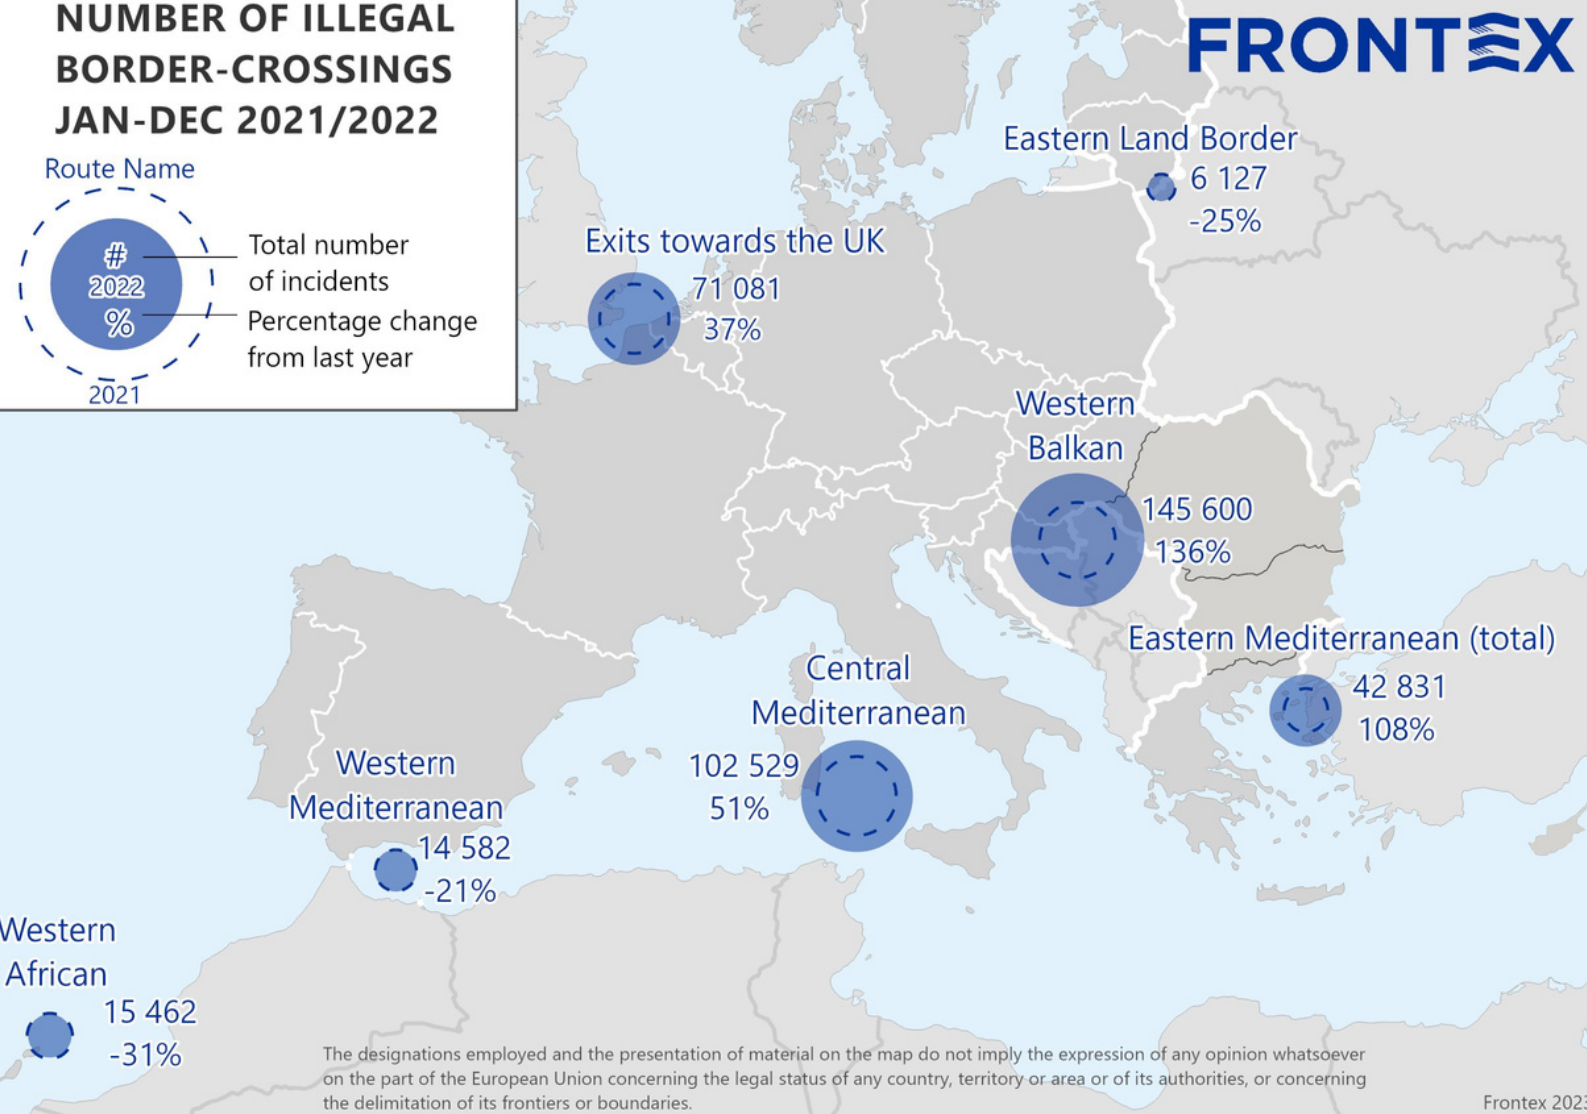 NUMBER OF ILLEGAL
BORDER-CROSSINGS
JAN-DEC 2021/2022
Route Name
#
2022
%
2021
Total number
of incidents
Percentage change
from last year
FRONTEX
Eastern Land Border
6 127
-25%
Exits towards the UK
71 081
37%
Western
Balkan
145 600
136%
Eastern Mediterranean (total)
42 831
108%
Central
Mediterranean
102 529
51%
Western
Mediterranean
14 582
-21%
Western
African
15 462
-31%
The designations employed and the presentation of material on the map do not imply the expression of any opinion whatsoever
on the part of the European Union concerning the legal status of any country, territory or area or of its authorities, or concerning
the delimitation of its frontiers or boundaries.
Frontex 2023